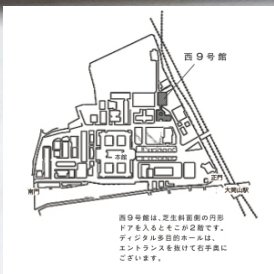 西9号館
本館
正門
大岡山駅
南
西9号館は、芝生斜面側の円形
ドアを入るとそこが2階です。
ディジタル多目的ホールは、
エントランスを抜けて右手奥に
ございます。